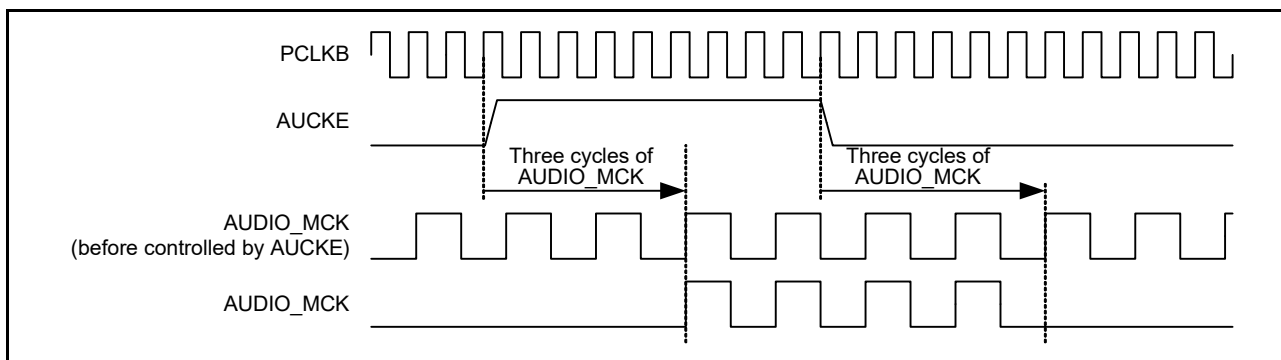 PCLKB
AUCKE
Three cycles of
AUDIO_MCK
Three cycles of
AUDIO_MCK
AUDIO_MCK
(before controlled by AUCKE)
AUDIO_MCK